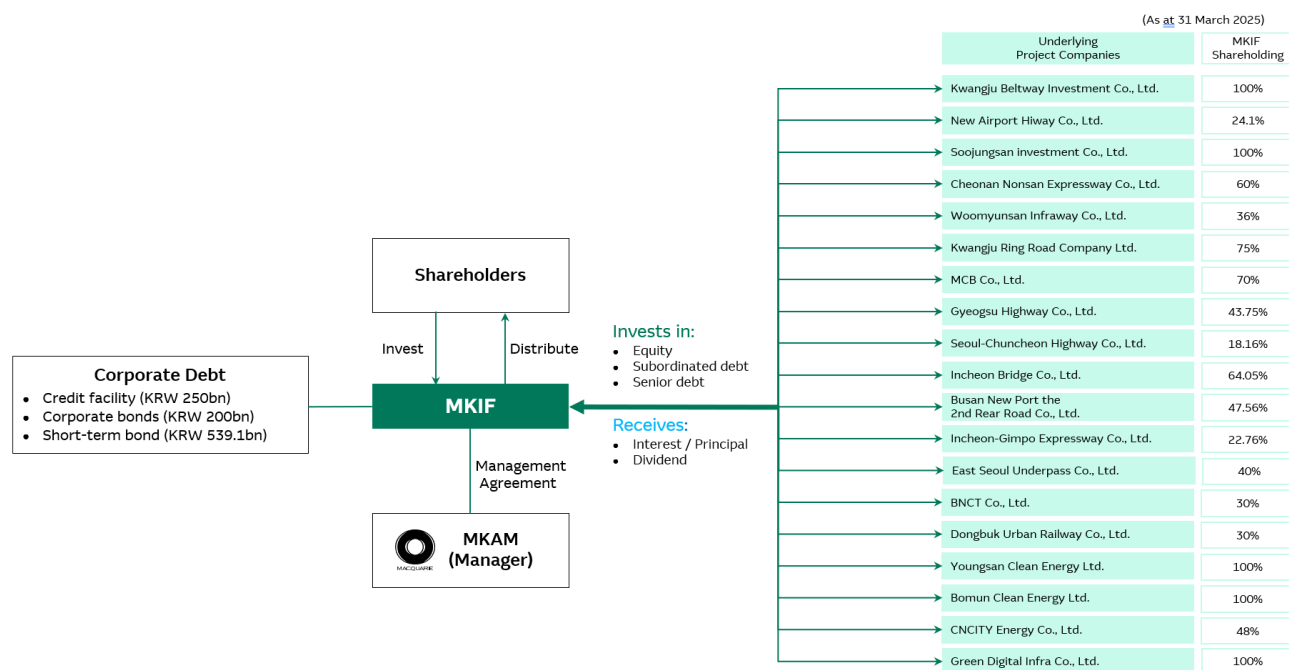 (As at 31 March 2025)
Underlying
Project Companies
MKIF
Shareholding
Kwangju Beltway Investment Co., Ltd.
100%
New Airport Hiway Co., Ltd.
24.1%
Soojungsan investment Co., Ltd.
100%
Cheonan Nonsan Expressway Co., Ltd.
60%
Woomyunsan Infraway Co., Ltd.
36%
Kwangju Ring Road Company Ltd.
75%
MCB Co., Ltd.
70%
Gyeogsu Highway Co., Ltd.
43.75%
Seoul-Chuncheon Highway Co., Ltd.
18.16%
Incheon Bridge Co., Ltd.
64.05%
Busan New Port the
2nd Rear Road Co., Ltd.
47.56%
Incheon-Gimpo Expressway Co., Ltd.
22.76%
East Seoul Underpass Co., Ltd.
40%
BNCT Co., Ltd.
30%
Dongbuk Urban Railway Co., Ltd.
30%
Youngsan Clean Energy Ltd.
100%
Bomun Clean Energy Ltd.
100%
CNCITY Energy Co., Ltd.
48%
Green Digital Infra Co., Ltd.
100%
Shareholders
Invest
Distribute
Invests in:
• Equity
• Subordinated debt
• Senior debt
Corporate Debt
• Credit facility (KRW 250bn)
• Corporate bonds (KRW 200bn)
• Short-term bond (KRW 539.1bn)
MKIF
Receives:
• Interest / Principal
• Dividend
Management
Agreement
MACQUARIE
MKAM
(Manager)